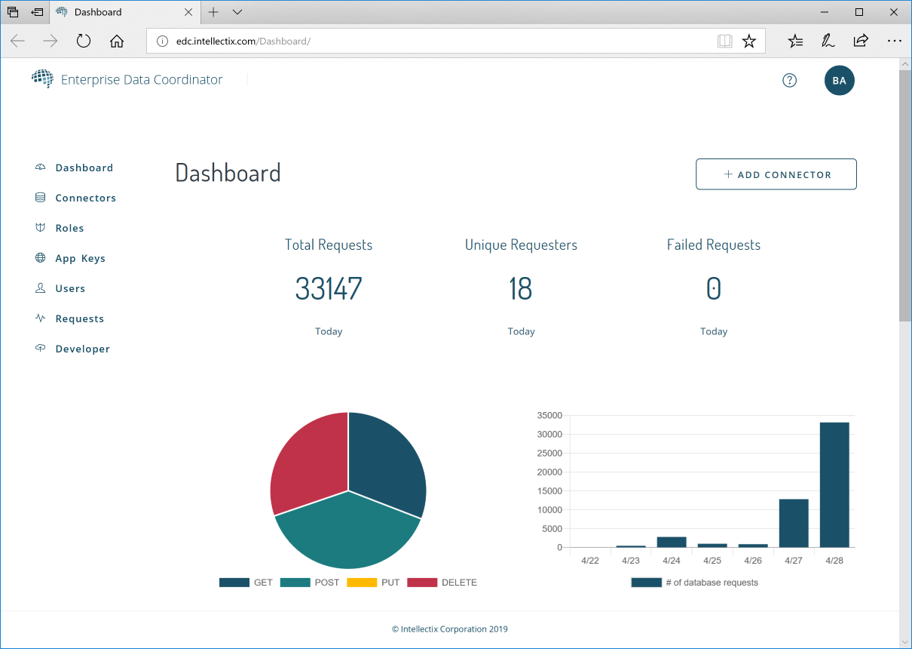 Dashboard
edc.intellectix.com/Dashboard/
Enterprise Data Coordinator
BA
Dashboard
Connectors
Roles
App Keys
Users
Requests
Developer
Dashboard
+ ADD CONNECTOR
Total Requests
33147
Today
Unique Requesters
18
Today
Failed Requests
0
Today
GET POST PUT DELETE
35000
30000
25000
20000
15000
10000
5000
0
4/22 4/23 4/24 4/25 4/26 4/27 4/28
# of database requests
© Intellectix Corporation 2019